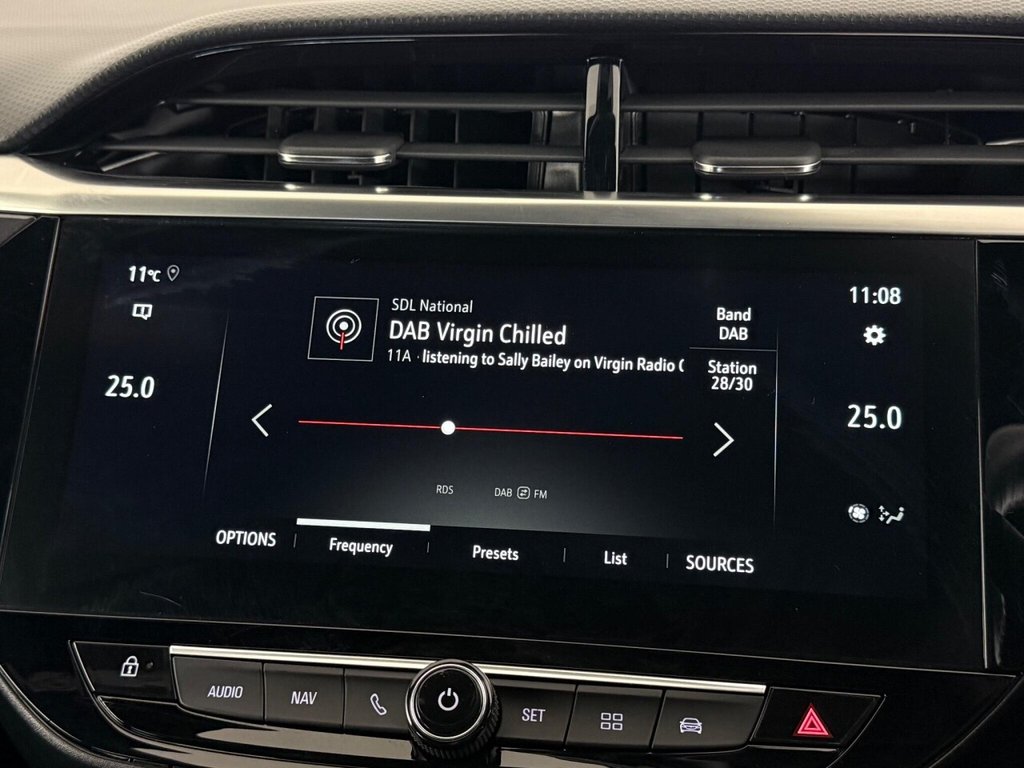 11°C
SDL National
DAB Virgin Chilled
11A · listening to Sally Bailey on Virgin Radio
Band
DAB
Station
28/30
11:08
25.0
25.0
RDS
DAB FM
OPTIONS
Frequency
Presets
List
SOURCES
AUDIO
NAV
SET